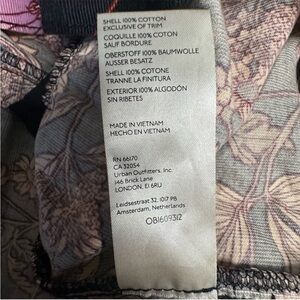 SHELL 100% COTTON
EXCLUSIVE OF TRIM
COQUILLE 100% COTON
SAUF BORDURE
OBERSTOFF 100% BAUMWOLLE
AUSSER BESATZ
SHELL 100% COTONE
TRANNE LA FINITURA
EXTERIOR 100% ALGODÓN
SIN RIBETES
MADE IN VIETNAM
HECHO EN VIETNAM
RN 66170
CA 32054
Urban Outfitters, Inc.
146 Brick Lane
LONDON, E1 6RU
Leidsestraat 32, 1017 PB
Amsterdam, Netherlands
OB1609312